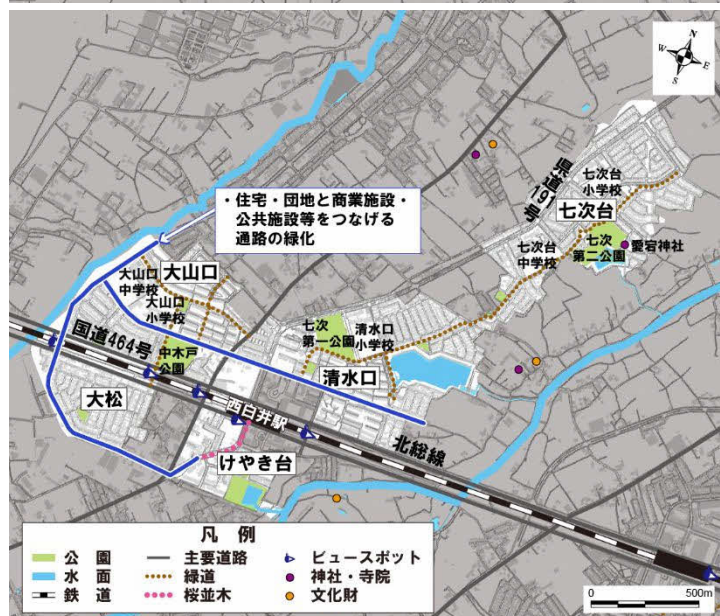 N
W
E
S
・住宅・団地と商業施設・
公共施設等をつなげる
通路の緑化
県道191号
七次台
小学校
七次台
七次台
中学校
七次
第二公園
愛宕神社
大山口
中学校
大山口
大山口
小学校
国道464号
中木戸
公園
七次
第一公園
清水口
小学校
清水口
大松
西白井駅
けやき台
北総線
凡例
公園
主要道路
ビュースポット
水面
緑道
神社・寺院
鉄道
桜並木
文化財
0
500m